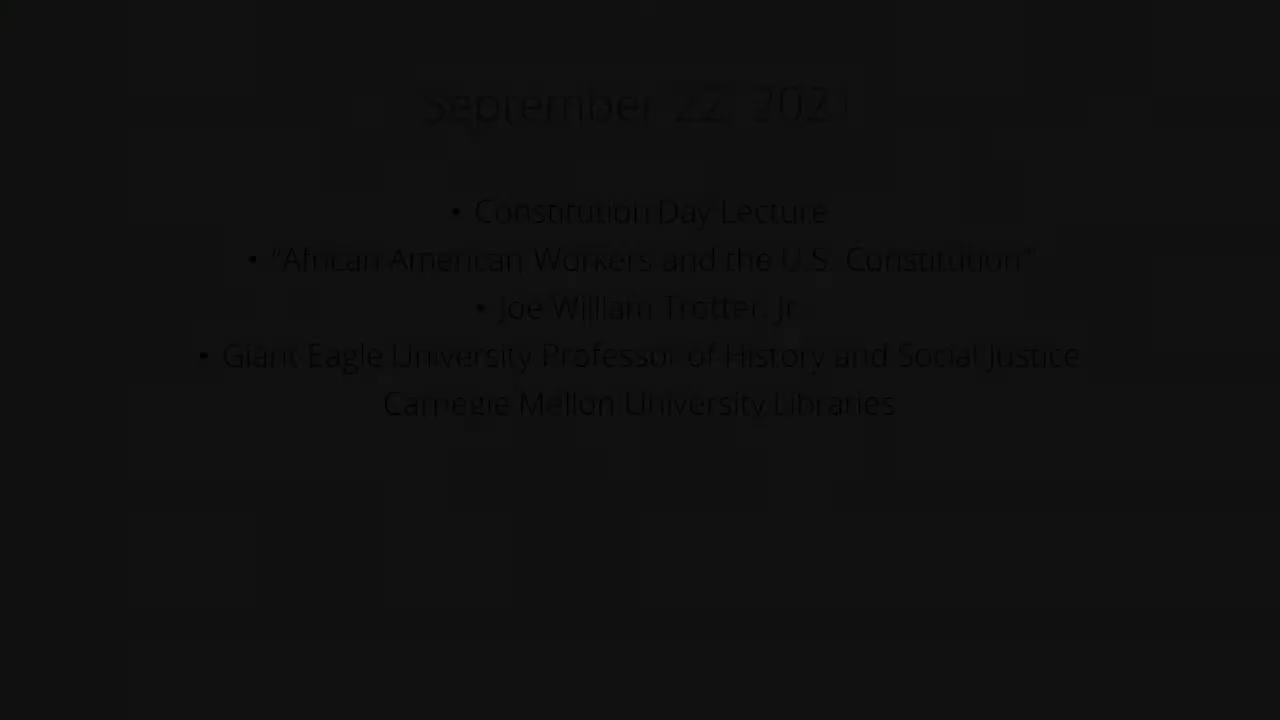 September 22, 2021
• Constitution Day Lecture
• "African American Workers and the U.S. Constitution"
• Joe William Trotter, Jr.
• Giant Eagle University Professor of History and Social Justice
Carnegie Mellon University Libraries